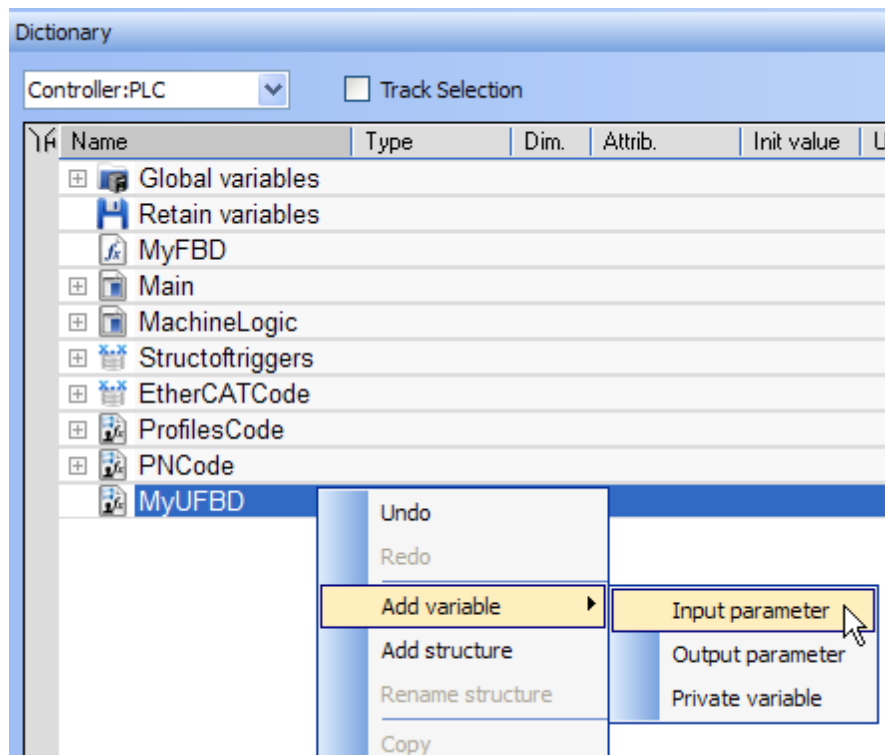 Dictionary
Controller:PLC Track Selection
Name Type Dim. Attrib. Init value U
Global variables
Retain variables
MyFBD
Main
MachineLogic
Structoftriggers
EtherCATCode
ProfilesCode
PNCode
MyUFBD
Undo
Redo
Add variable
Input parameter
Add structure
Output parameter
Rename structure
Private variable
Copy